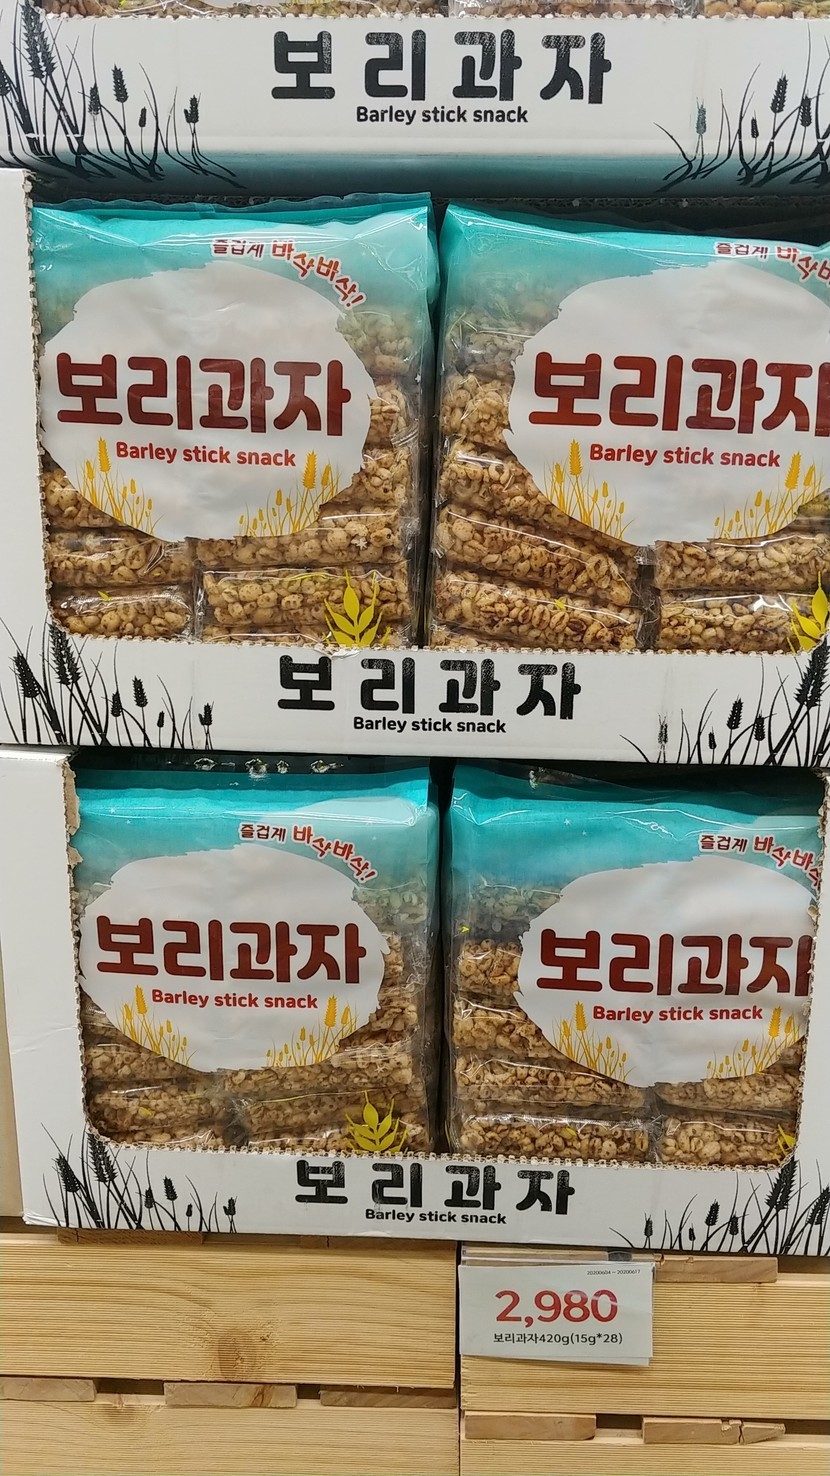 보리과자
Barley stick snack
즐겁게 바삭바삭!
보리과자
Barley stick snack
즐겁게 바삭바
보리과자
Barley stick snack
보리과자
Barley stick snack
즐겁게 바삭바삭!
보리과자
Barley stick snack
즐겁게 바삭바삭
보리과자
Barley stick snack
보리과자
Barley stick snack
20200604 - 20200617
2,980
보리과자420g(15g*28)